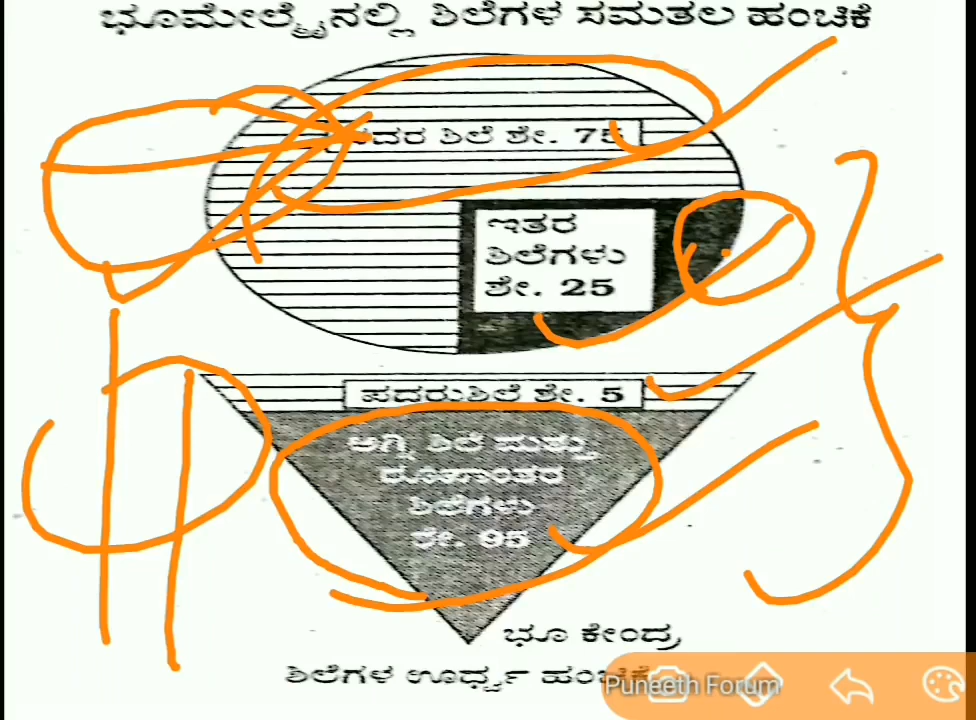 ಭೂಮೇಲ್ಮೈನಲ್ಲಿ ಶಿಲೆಗಳ ಸಮತಲ ಹಂಚಿಕೆ
ಶಿಲೆ ಶೇ. 75
ಇತರ
ಶಿಲೆಗಳು
ಶೇ. 25
ಪದರುಶಿಲೆ ಶೇ. 5
ಅಗ್ನಿ ಶಿಲೆ ಮತ್ತು
ರೂಪಾಂತರ
ಶಿಲೆಗಳು
ಶೇ. 95
ಭೂ ಕೇಂದ್ರ
ಶಿಲೆಗಳ ಊರ್ಧ್ವ ಹಂಚಿಕೆ
Puneeth Forum